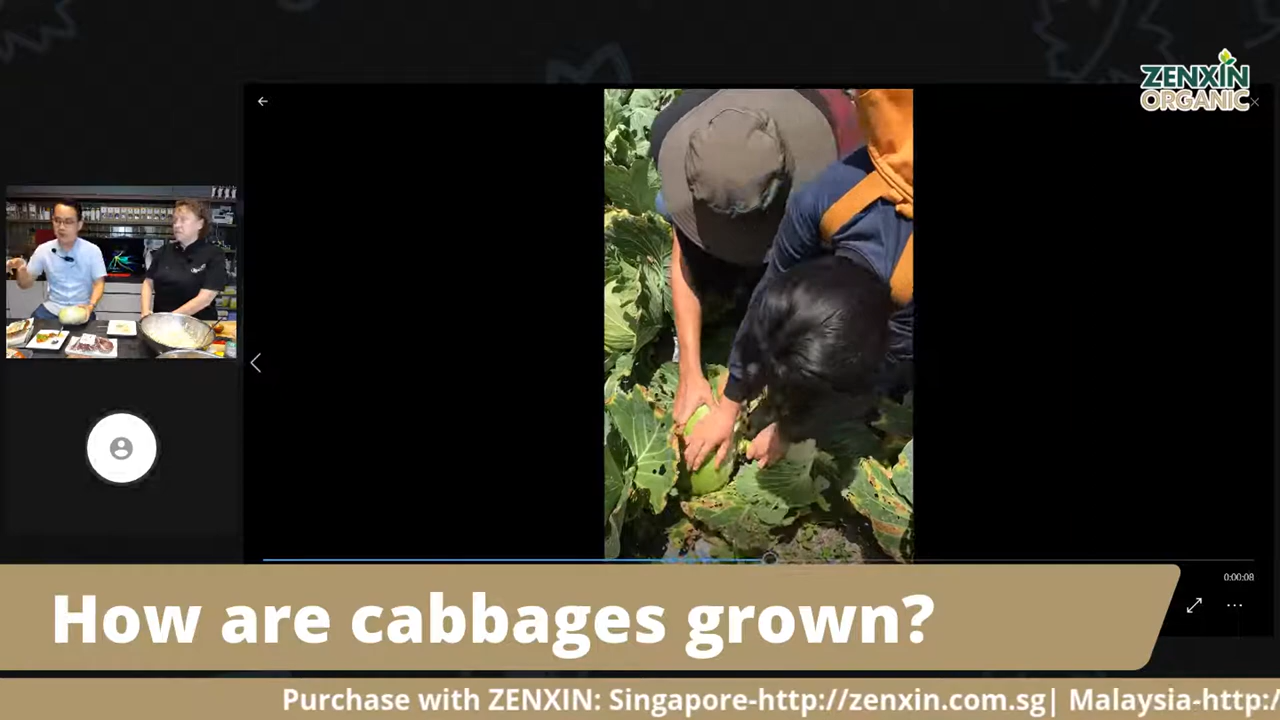 ZENXIN
ORGANIC
0:00:08
How are cabbages grown?
Purchase with ZENXIN: Singapore-http://zenxin.com.sg| Malaysia-http:/